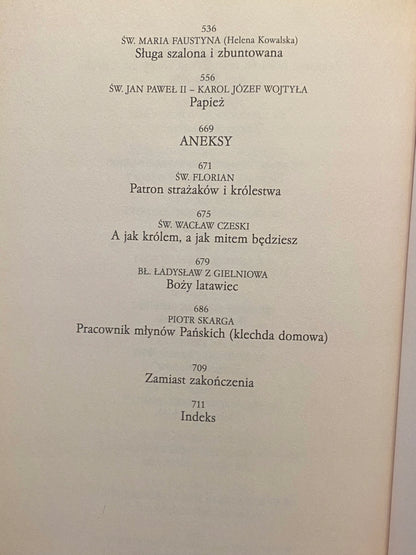 536
ŚW. MARIA FAUSTYNA (Helena Kowalska)
Sługa szalona i zbuntowana
556
ŚW. JAN PAWEŁ II – KAROL JÓZEF WOJTYŁA
Papież
669
ANEKSY
671
ŚW. FLORIAN
Patron strażaków i królestwa
675
ŚW. WACŁAW CZESKI
A jak królem, a jak mitem będziesz
679
BŁ. ŁADYSŁAW Z GIELNIOWA
Boży latawiec
686
PIOTR SKARGA
Pracownik młynów Pańskich (klechda domowa)
709
Zamiast zakończenia
711
Indeks